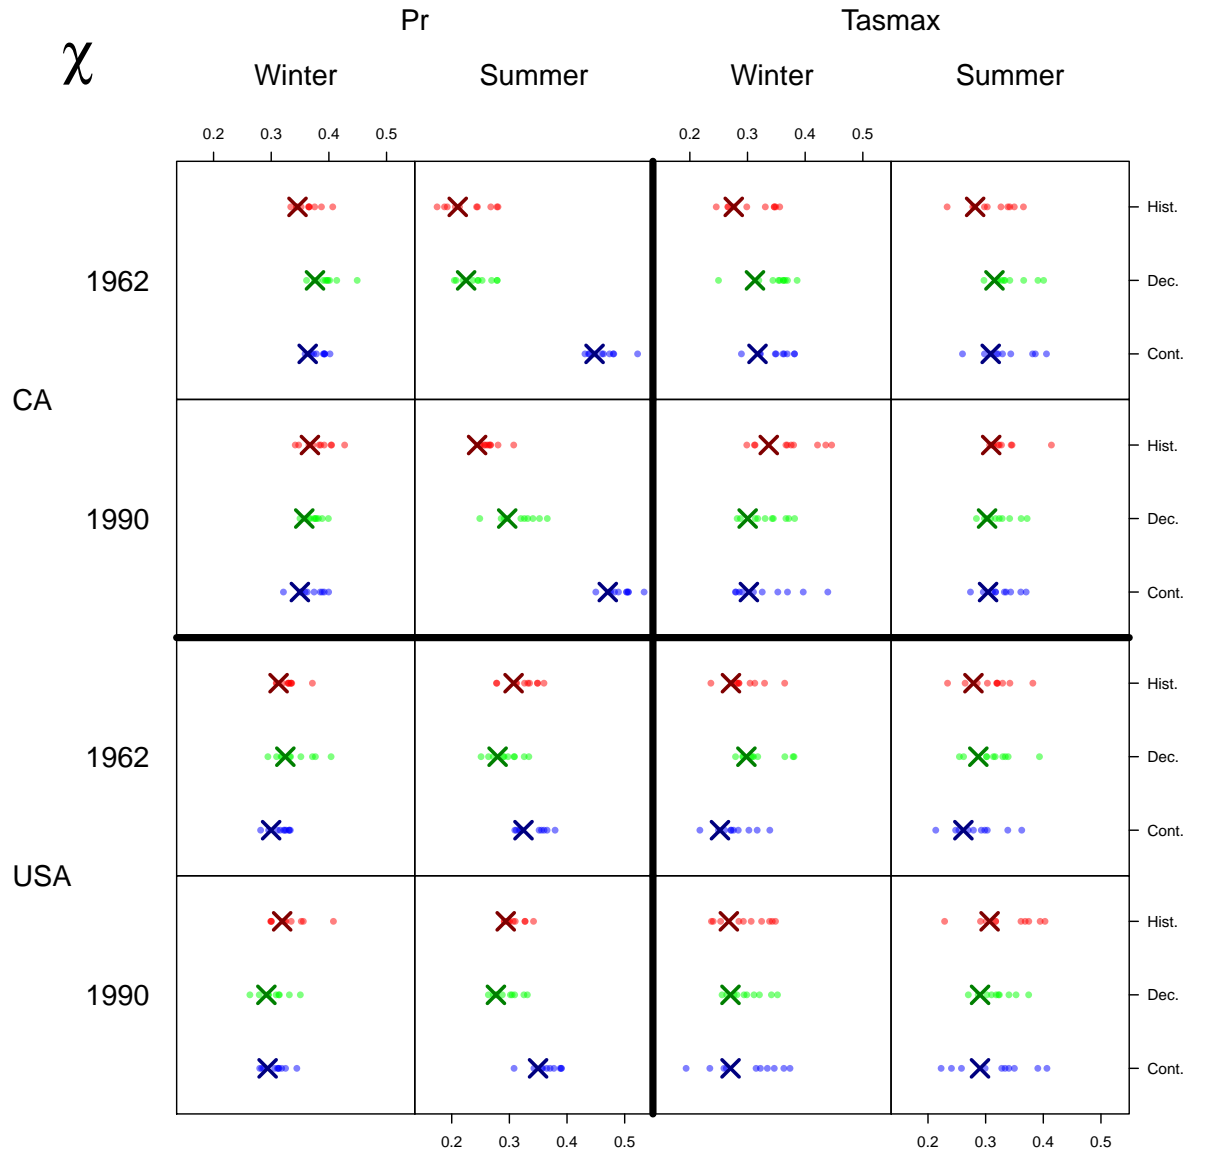 Pr Tasmax
χ
Winter Summer Winter Summer
0.2 0.3 0.4 0.5 0.2 0.3 0.4 0.5
Hist.
1962 Dec.
Cont.
CA
Hist.
1990 Dec.
Cont.
Hist.
1962 Dec.
Cont.
USA
Hist.
1990 Dec.
Cont.
0.2 0.3 0.4 0.5 0.2 0.3 0.4 0.5